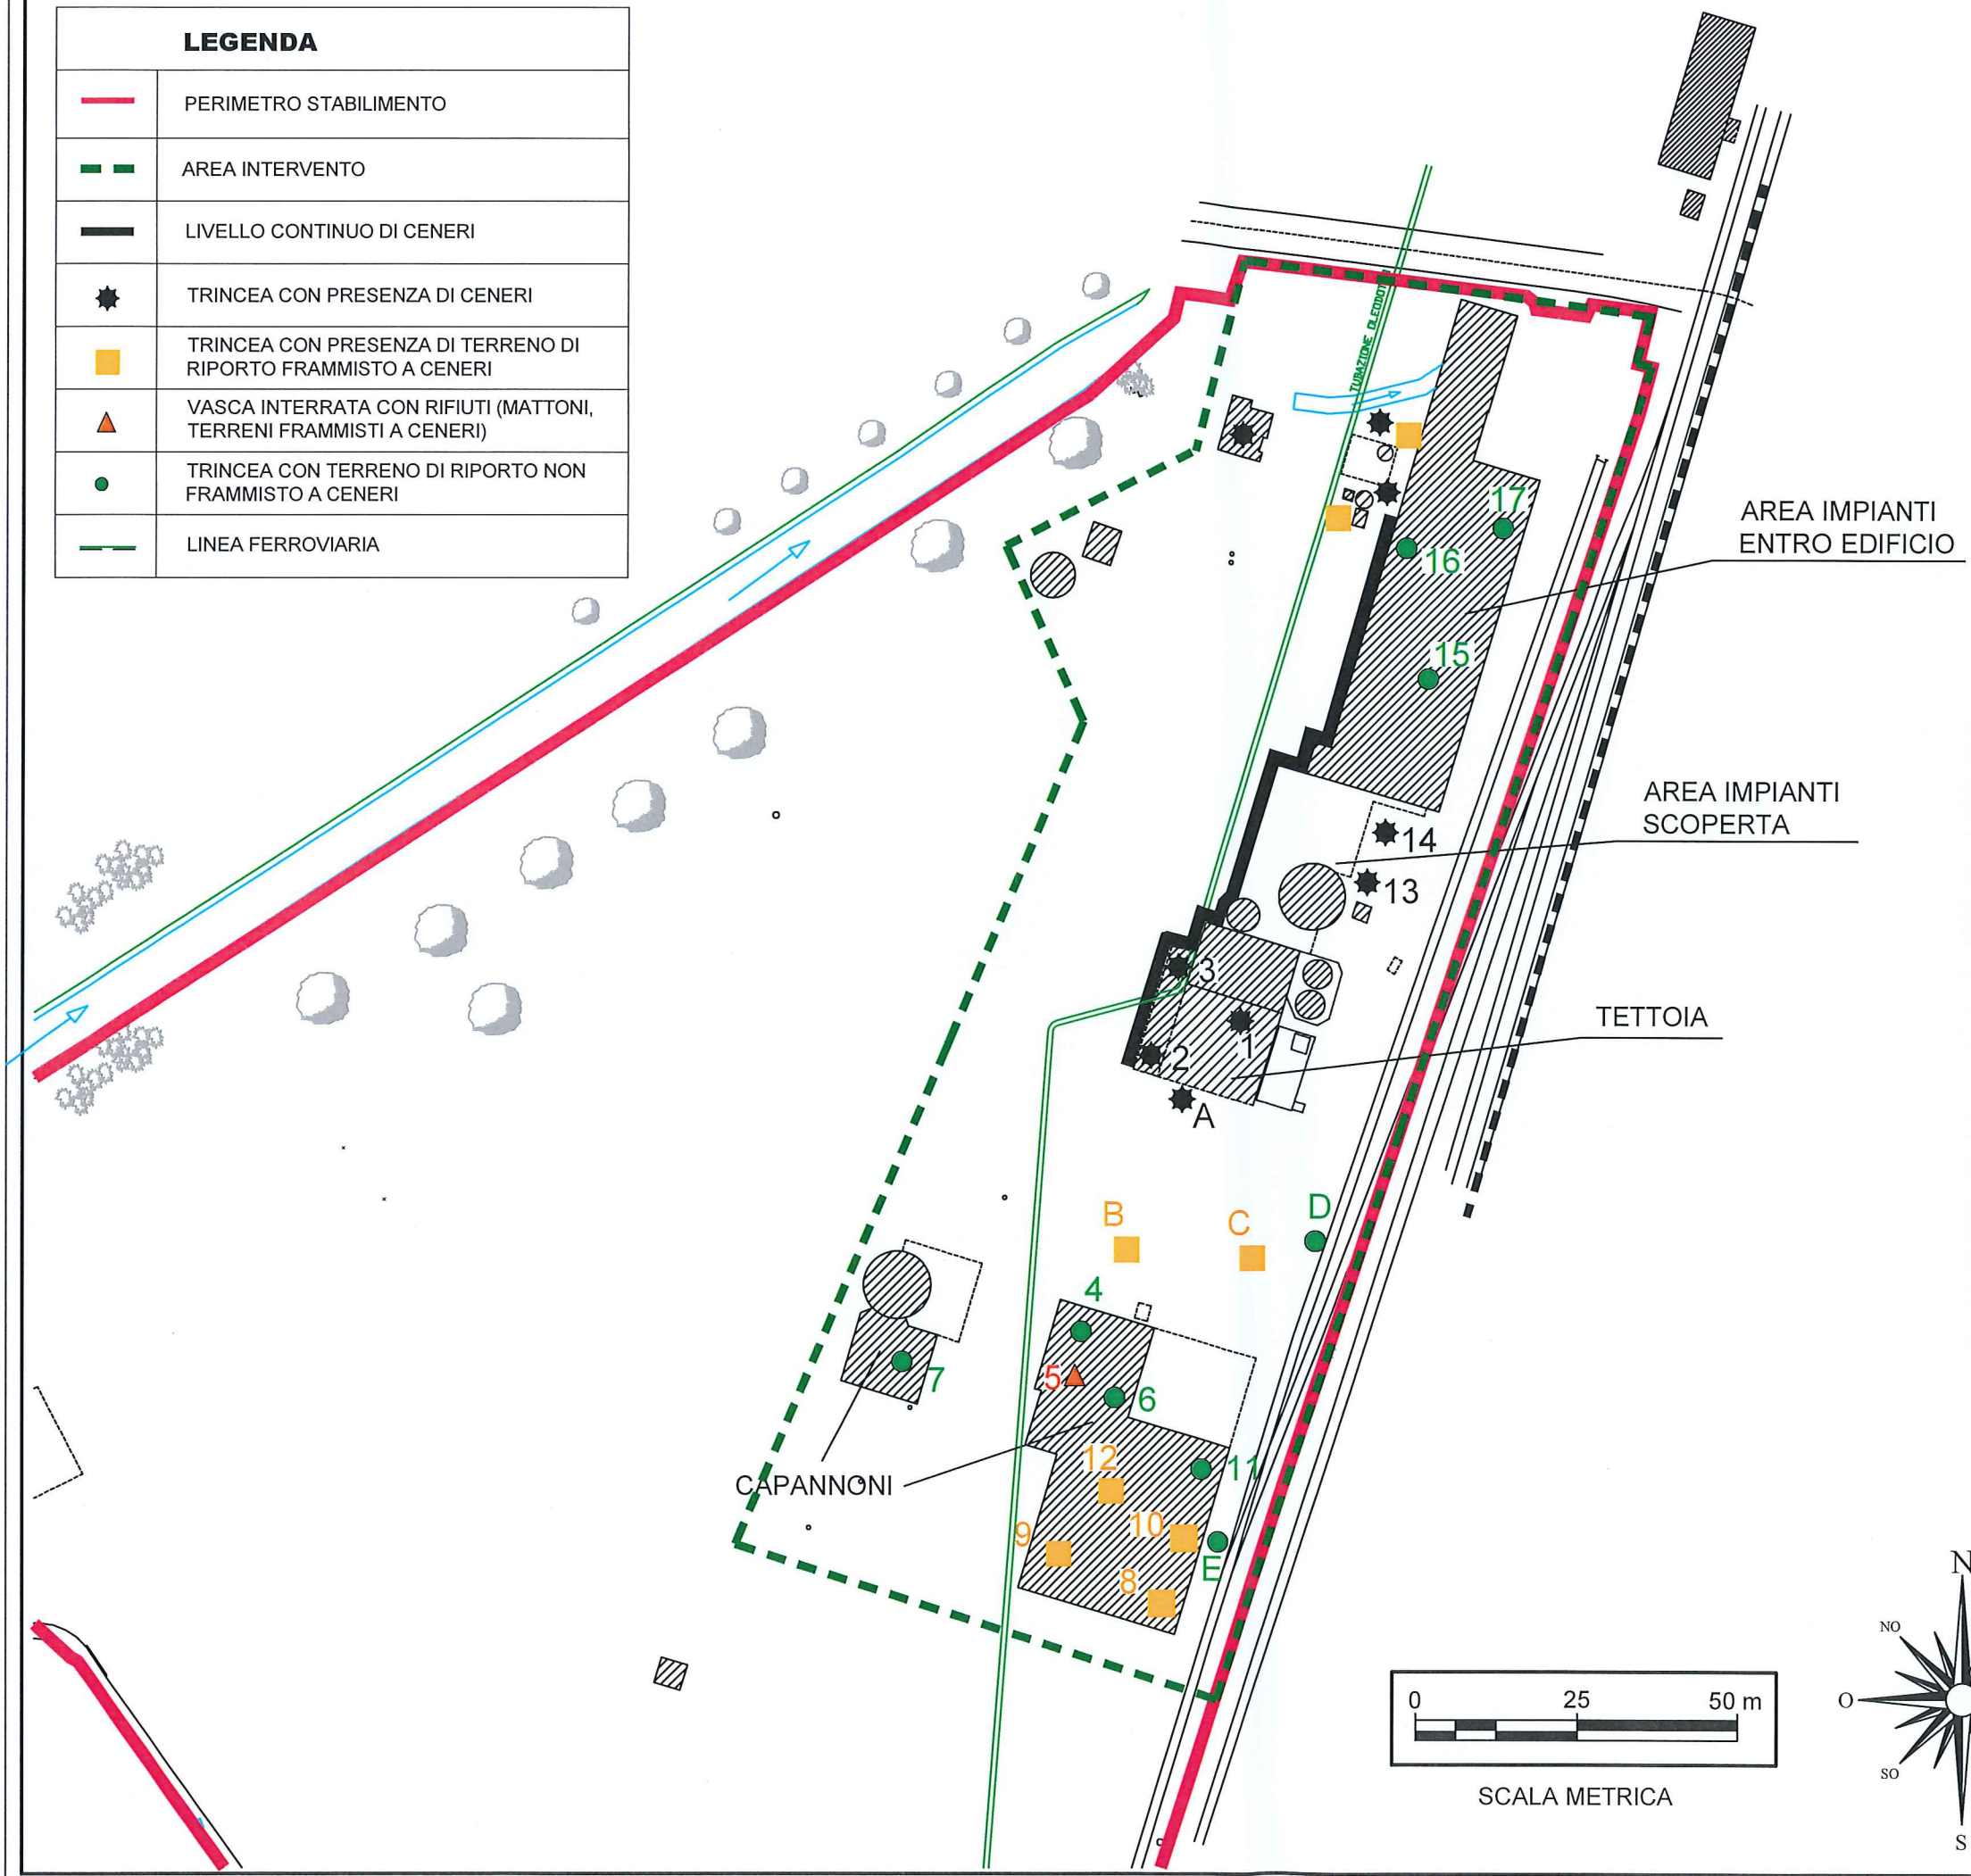 LEGENDA
PERIMETRO STABILIMENTO
AREA INTERVENTO
LIVELLO CONTINUO DI CENERI
TRINCEA CON PRESENZA DI CENERI
TRINCEA CON PRESENZA DI TERRENO DI
RIPORTO FRAMMISTO A CENERI
VASCA INTERRATA CON RIFIUTI (MATTONI,
TERRENI FRAMMISTI A CENERI)
TRINCEA CON TERRENO DI RIPORTO NON
FRAMMISTO A CENERI
LINEA FERROVIARIA
TUBAZIONE OLEODOT
17
16
15
AREA IMPIANTI
ENTRO EDIFICIO
AREA IMPIANTI
SCOPERTA
14
13
3
1
2
A
TETTOIA
B
C
D
4
5
6
7
12
11
CAPANNONI
9
10
8
E
0 25 50 m
SCALA METRICA
N
NO
O
SO
S